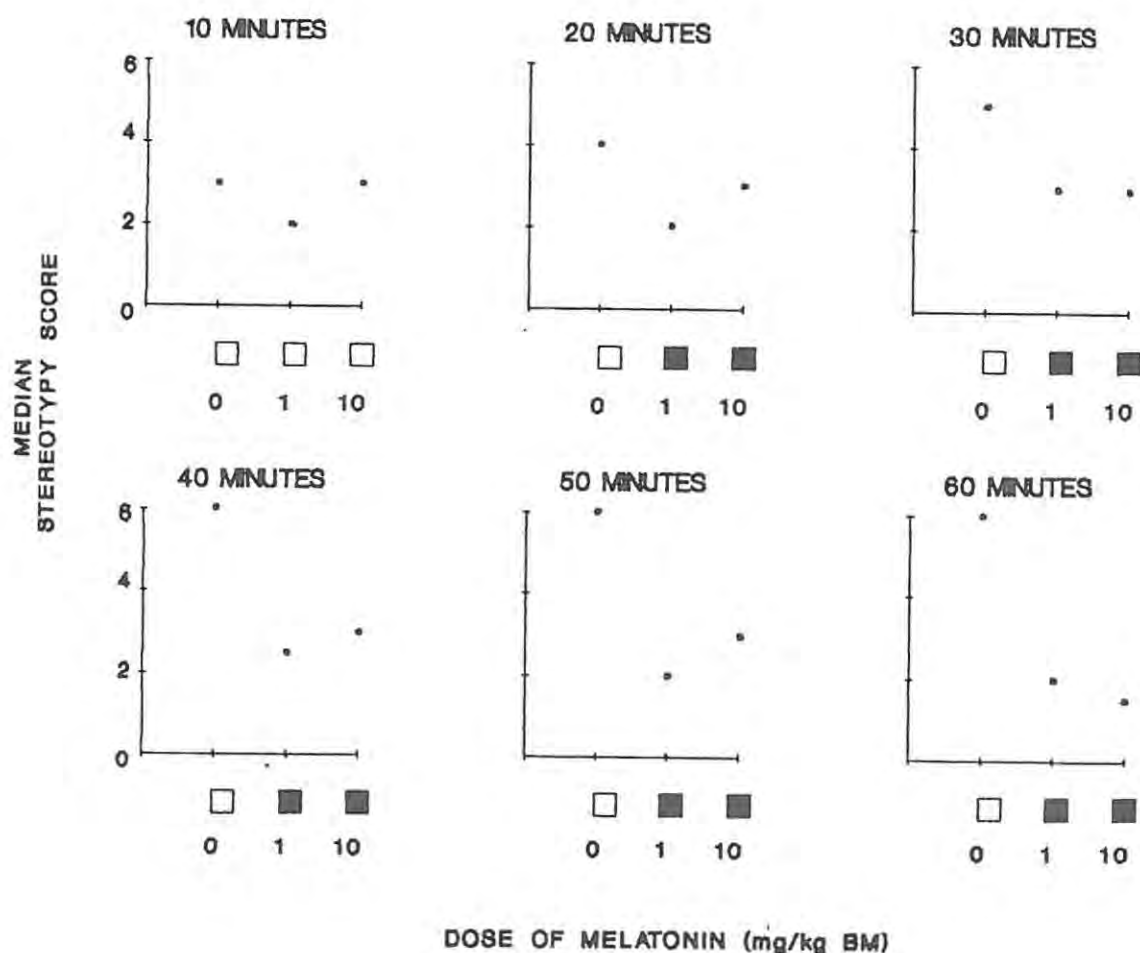 10 MINUTES
20 MINUTES
30 MINUTES
6
4
2
0
0 1 10
0 1 10
0 1 10
MEDIAN
STEREOTYPY SCORE
40 MINUTES
50 MINUTES
60 MINUTES
6
4
2
0
0 1 10
0 1 10
0 1 10
DOSE OF MELATONIN (mg/kg BM)